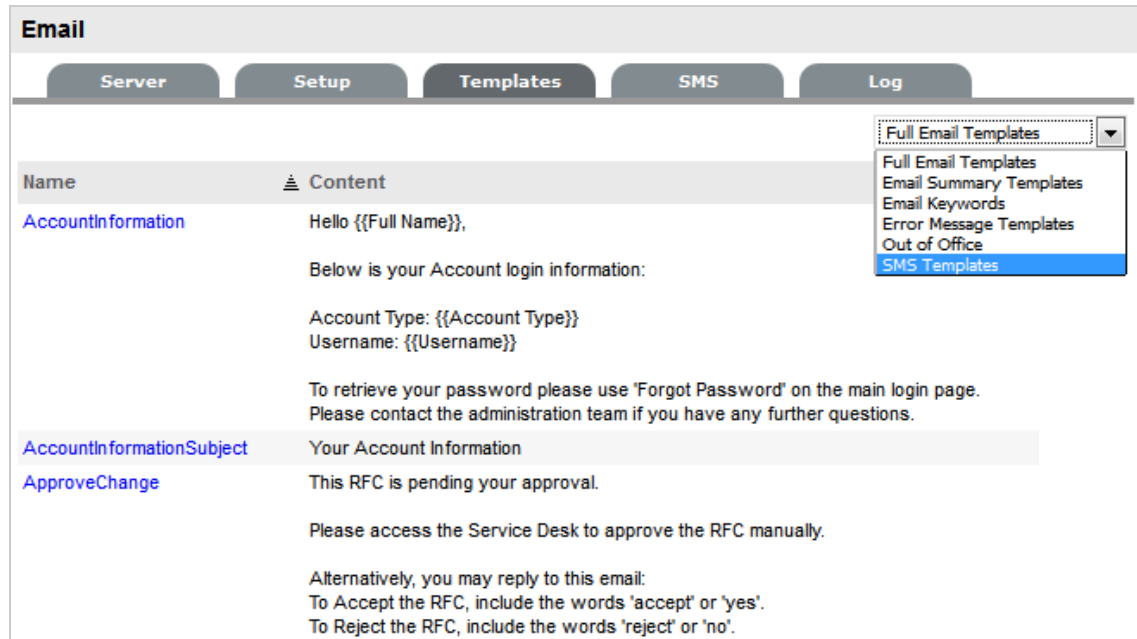 Email
Server Setup Templates SMS Log
Full Email Templates
Full Email Templates
Email Summary Templates
Email Keywords
Error Message Templates
Out of Office
SMS Templates
Name Content
AccountInformation Hello {{Full Name}},
Below is your Account login information:
Account Type: {{Account Type}}
Username: {{Username}}
To retrieve your password please use 'Forgot Password' on the main login page.
Please contact the administration team if you have any further questions.
AccountInformationSubject Your Account Information
ApproveChange This RFC is pending your approval.
Please access the Service Desk to approve the RFC manually.
Alternatively, you may reply to this email:
To Accept the RFC, include the words 'accept' or 'yes'.
To Reject the RFC, include the words 'reject' or 'no'.